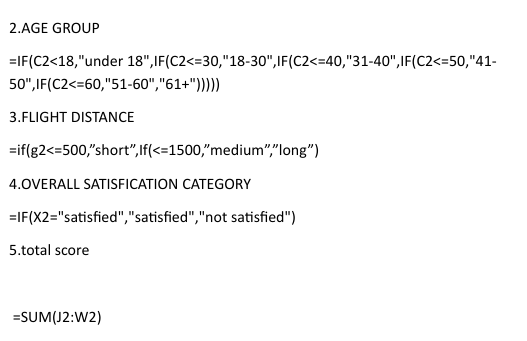 2.AGE GROUP
=IF(C2<18,"under 18",IF(C2<=30,"18-30",IF(C2<=40,"31-40",IF(C2<=50,"41-
50",IF(C2<=60,"51-60","61+")))))
3.FLIGHT DISTANCE
=if(g2<=500,”short”,If(<=1500,”medium”,”long”)
4.OVERALL SATISFICATION CATEGORY
=IF(X2="satisfied","satisfied","not satisfied")
5.total score
=SUM(J2:W2)